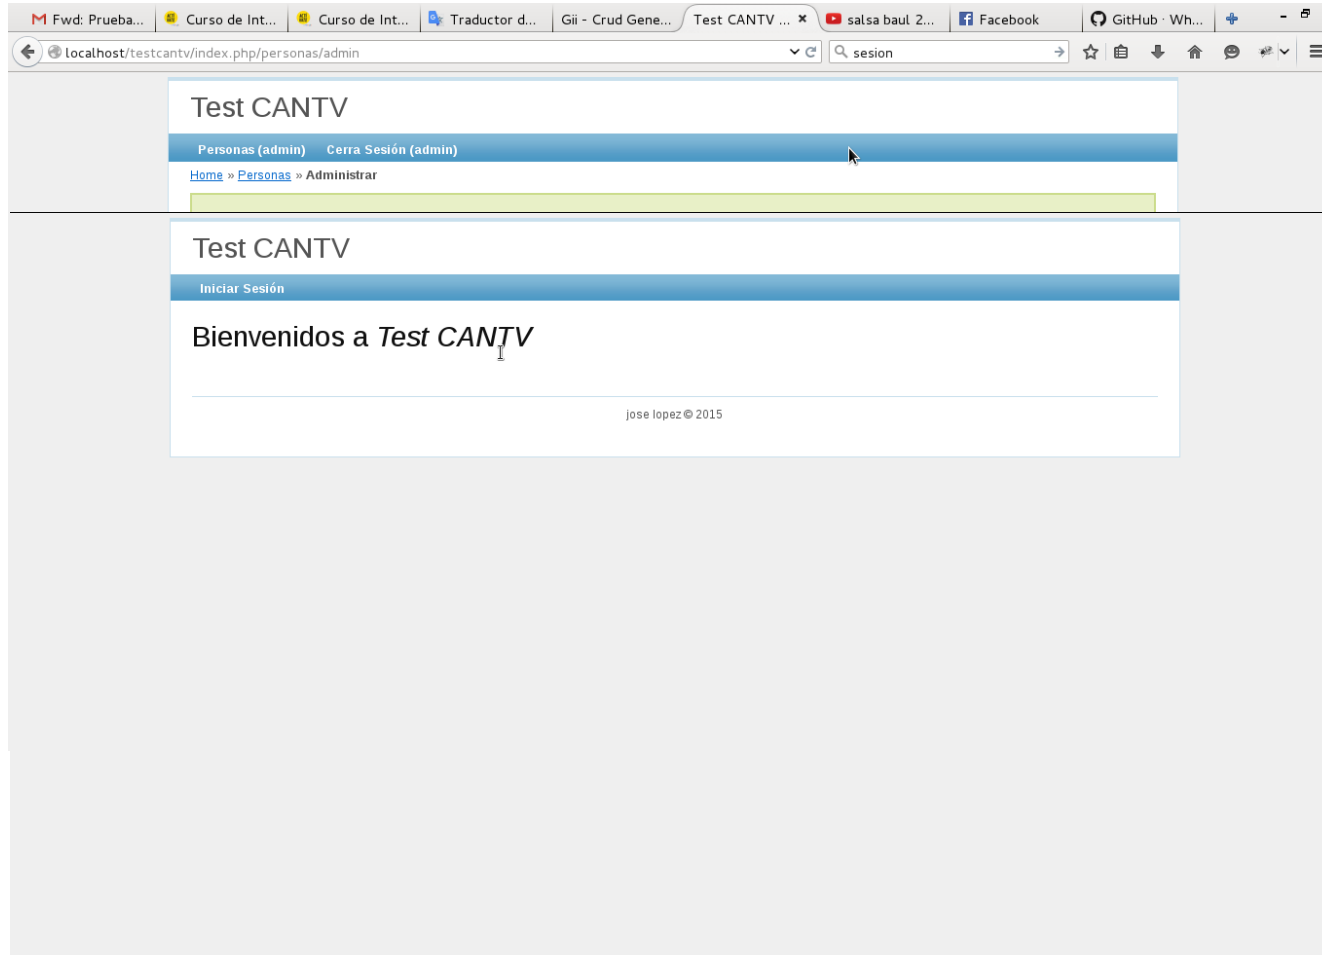 Fwd: Prueba... Curso de Int... Curso de Int... Traductor d... Gii - Crud Gene... Test CANTV ... salsa baul 2... Facebook GitHub · Wh...
localhost/testcantv/index.php/personas/admin sesion
Test CANTV
Personas (admin) Cerra Sesión (admin)
Home » Personas » Administrar
Test CANTV
Iniciar Sesión
Bienvenidos a Test CANTV
jose lopez © 2015